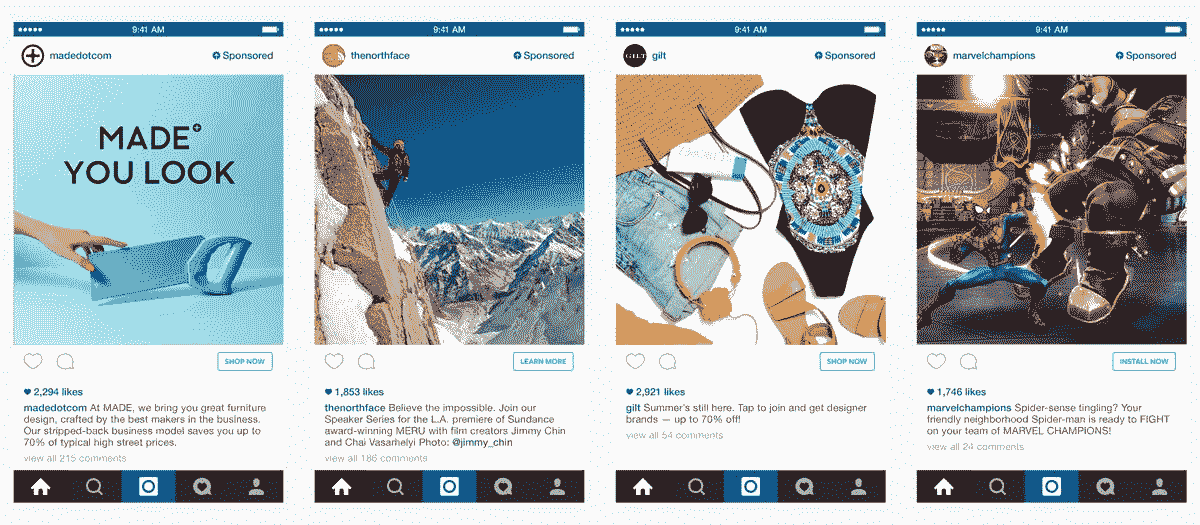 9:41 AM
madedotcom
Sponsored
MADE
YOU LOOK
SHOP NOW
2,294 likes
madedotcom At MADE, we bring you great furniture
design, crafted by the best makers in the business.
Our stripped-back business model saves you up to
70% of typical high street prices.
view all 215 comments
9:41 AM
thenorthface
Sponsored
LEARN MORE
1,853 likes
thenorthface Believe the impossible. Join our
Speaker Series for the L.A. premiere of Sundance
award-winning MERU with film creators Jimmy Chin
and Chai Vasarhelyi Photo: @jimmy_chin
view all 186 comments
9:41 AM
GILT
gilt
Sponsored
SHOP NOW
2,921 likes
gilt Summer's still here. Tap to join and get designer
brands — up to 70% off!
view all 54 comments
9:41 AM
marvelchampions
Sponsored
INSTALL NOW
1,746 likes
marvelchampions Spider-sense tingling? Your
friendly neighborhood Spider-man is ready to FIGHT
on your team of MARVEL CHAMPIONS!
view all 24 comments